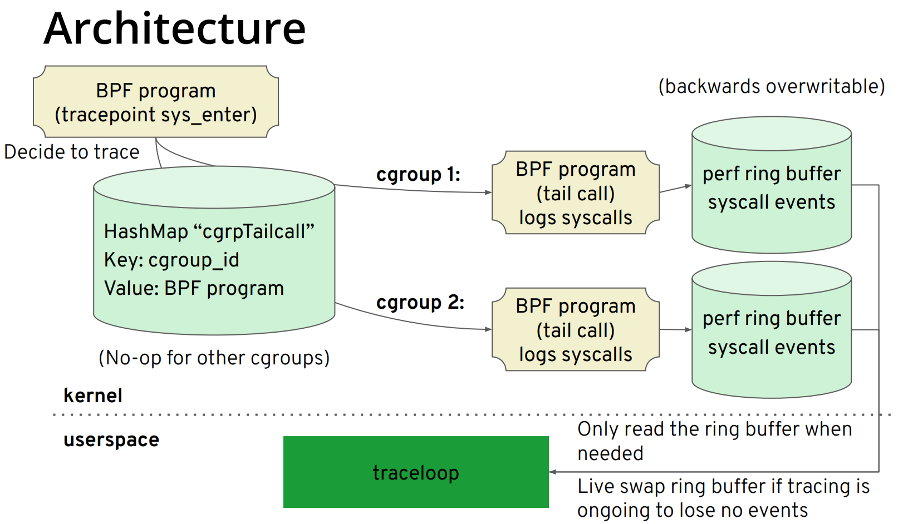 Architecture
BPF program
(tracepoint sys_enter)
Decide to trace
HashMap “cgrpTailcall”
Key: cgroup_id
Value: BPF program
(No-op for other cgroups)
cgroup 1:
BPF program
(tail call)
logs syscalls
(backwards overwritable)
perf ring buffer
syscall events
cgroup 2:
BPF program
(tail call)
logs syscalls
perf ring buffer
syscall events
kernel
userspace
traceloop
Only read the ring buffer when
needed
Live swap ring buffer if tracing is
ongoing to lose no events